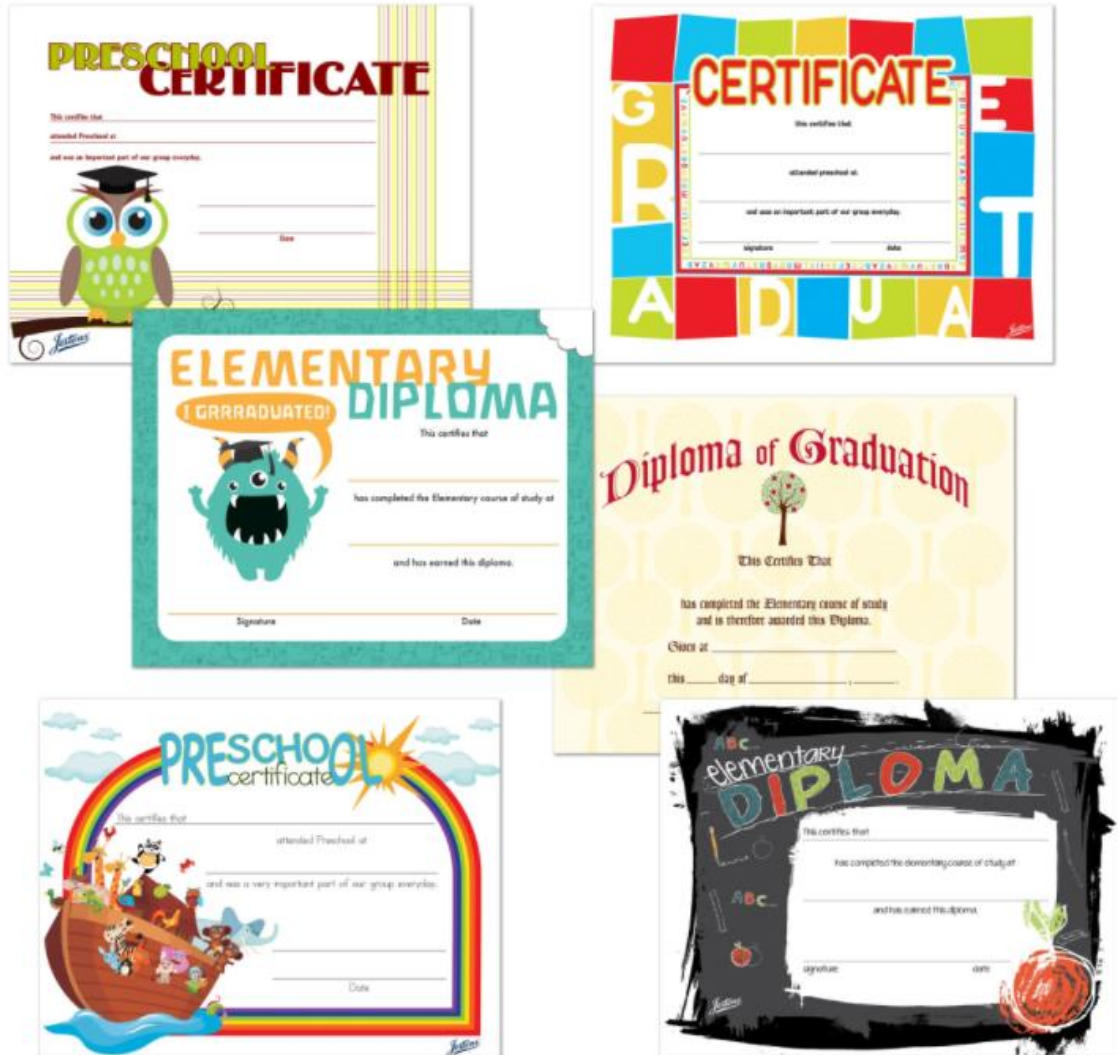 PRESCHOOL
CERTIFICATE
This certifies that
attended Preschool at
and was an important part of our group everyday.
Date
Jostens
CERTIFICATE
this certifies that
attended preschool at
and was an important part of our group everyday.
signature date
G R A D U A T E
Jostens
ELEMENTARY
DIPLOMA
I GRRRADUATED!
This certifies that
has completed the Elementary course of study at
and has earned this diploma.
Signature Date
Diploma of Graduation
This Certifies That
has completed the Elementary course of study
and is therefore awarded this Diploma.
Given at
this day of ,
PRESCHOOL
certificate
This certifies that
attended Preschool at
and was a very important part of our group everyday.
Date
Jostens
ABC...
elementary
DIPLOMA
This certifies that
has completed the elementary course of study at
ABC...
and has earned this diploma.
signature date
Jostens